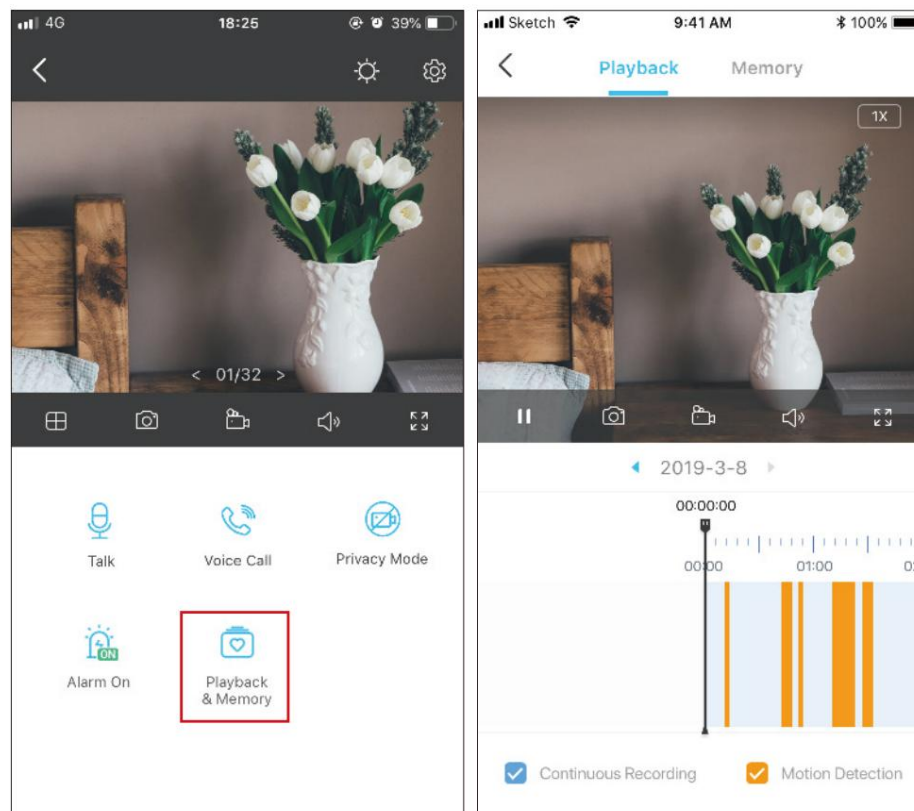 4G 18:25 39%
< 01/32 >
Talk
Voice Call
Privacy Mode
ON
Alarm On
Playback
& Memory
Sketch 9:41 AM 100%
Playback Memory
1X
2019-3-8
00:00:00
00:00 01:00
Continuous Recording
Motion Detection